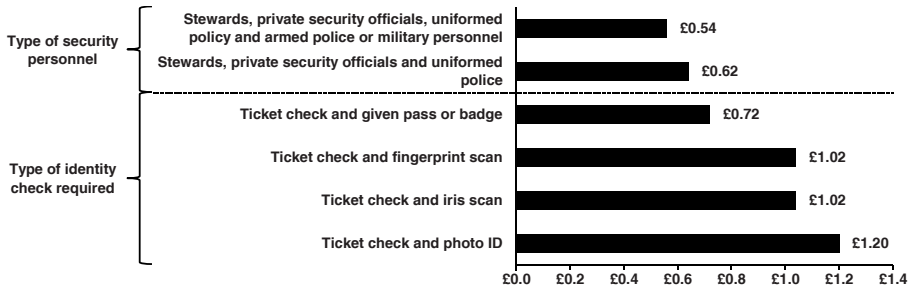 Type of security
personnel
Stewards, private security officials, uniformed
policy and armed police or military personnel
£0.54
Stewards, private security officials and uniformed
police
£0.62
Type of identity
check required
Ticket check and given pass or badge
£0.72
Ticket check and fingerprint scan
£1.02
Ticket check and iris scan
£1.02
Ticket check and photo ID
£1.20
£0.0 £0.2 £0.4 £0.6 £0.8 £1.0 £1.2 £1.4